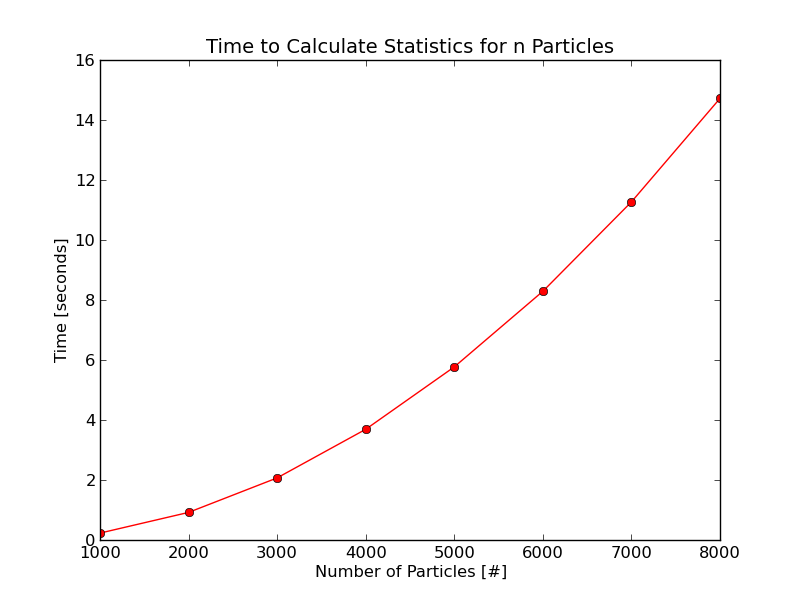 Time to Calculate Statistics for n Particles
16
14
12
10
8
6
4
2
0
Time [seconds]
1000 2000 3000 4000 5000 6000 7000 8000
Number of Particles [#]